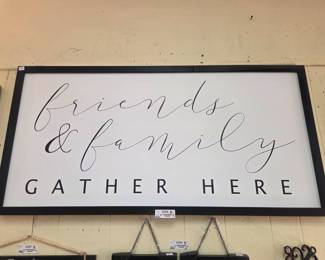 friends
& family
GATHER HERE